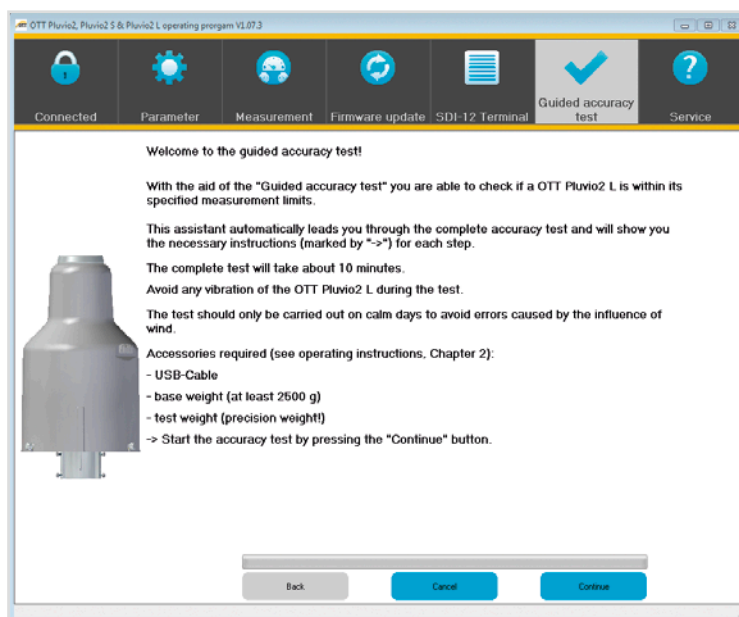 OTT Pluvio2, Pluvio2 S & Pluvio2 L operating prorgam V1.07.3
Connected
Parameter
Measurement
Firmware update
SDI-12 Terminal
Guided accuracy
test
Service
Welcome to the guided accuracy test!
With the aid of the "Guided accuracy test" you are able to check if a OTT Pluvio2 L is within its
specified measurement limits.
This assistant automatically leads you through the complete accuracy test and will show you
the necessary instructions (marked by "->") for each step.
The complete test will take about 10 minutes.
Avoid any vibration of the OTT Pluvio2 L during the test.
The test should only be carried out on calm days to avoid errors caused by the influence of
wind.
Accessories required (see operating instructions, Chapter 2):
- USB-Cable
- base weight (at least 2500 g)
- test weight (precision weight!)
-> Start the accuracy test by pressing the "Continue" button.
Back
Cancel
Continue